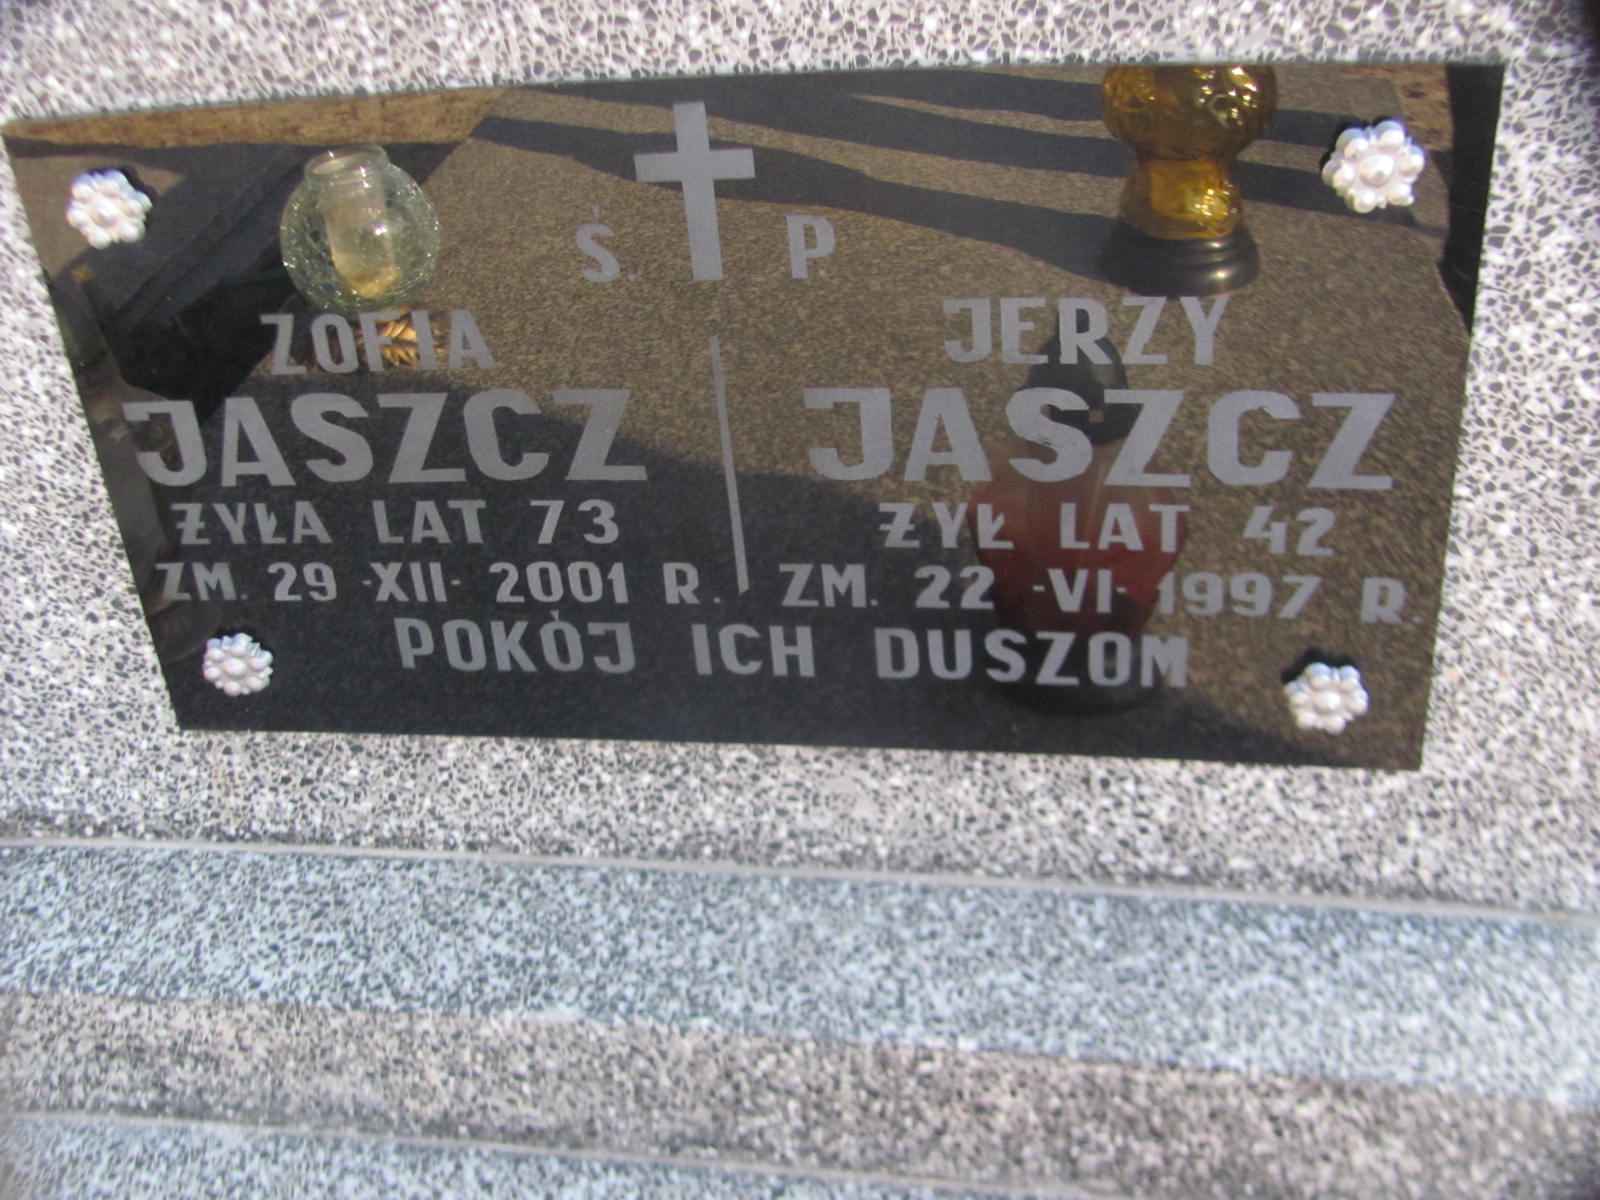 Ś. P.
ZOFIA
JASZCZ
ŻYŁA LAT 73
ZM. 29 -XII- 2001 R.
JERZY
JASZCZ
ŻYŁ LAT 42
ZM. 22 -VI- 1997 R
POKÓJ ICH DUSZOM